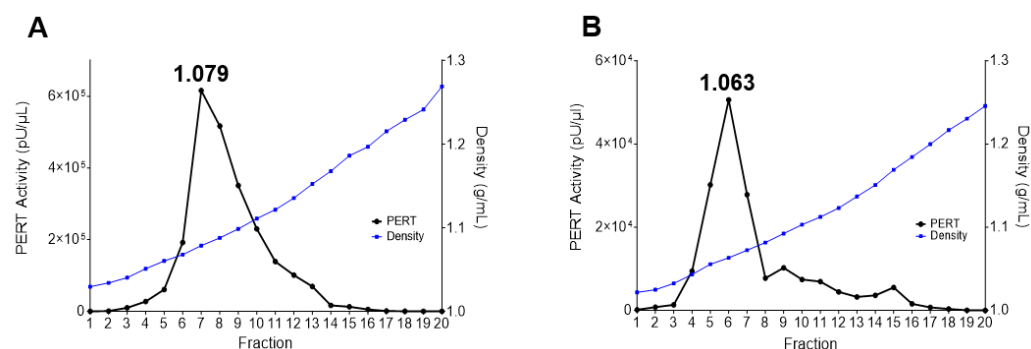 A
1.079
6×10⁵
4×10⁵
2×10⁵
0
PERT Activity (pU/µL)
1.3
1.2
1.1
1.0
Density (g/mL)
PERT
Density
1 2 3 4 5 6 7 8 9 10 11 12 13 14 15 16 17 18 19 20
Fraction
B
1.063
6×10⁴
4×10⁴
2×10⁴
0
PERT Activity (pU/µl)
1.3
1.2
1.1
1.0
Density (g/mL)
PERT
Density
1 2 3 4 5 6 7 8 9 10 11 12 13 14 15 16 17 18 19 20
Fraction